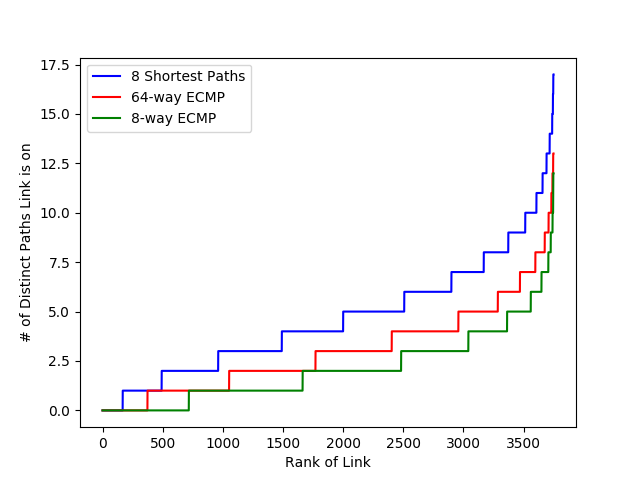 17.5
15.0
12.5
10.0
7.5
5.0
2.5
0.0
# of Distinct Paths Link is on
8 Shortest Paths
64-way ECMP
8-way ECMP
0 500 1000 1500 2000 2500 3000 3500
Rank of Link